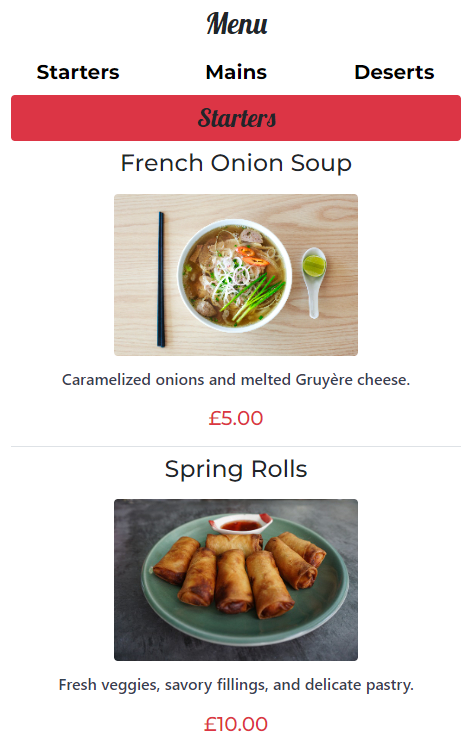 Menu
Starters Mains Deserts
Starters
French Onion Soup
Caramelized onions and melted Gruyère cheese.
£5.00
Spring Rolls
Fresh veggies, savory fillings, and delicate pastry.
£10.00